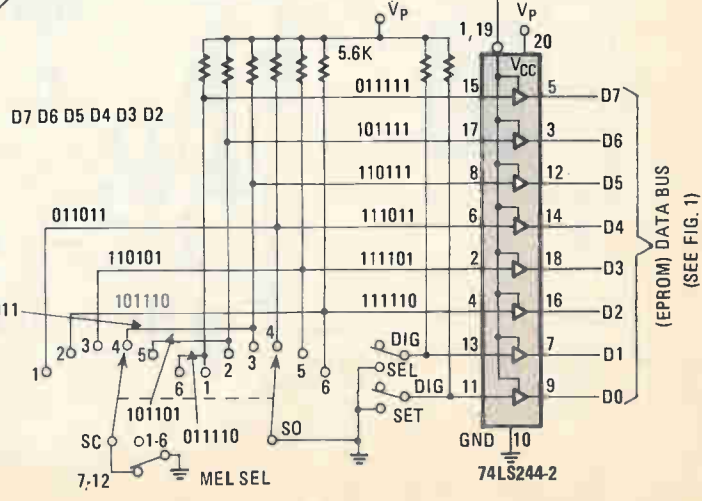 VP
VP
1, 19
20
5.6K
VCC
011111
15
5
D7
D7 D6 D5 D4 D3 D2
101111
17
3
D6
110111
8
12
D5
011011
111011
6
14
D4
110101
111101
2
18
D3
101110
111110
4
16
D2
11
DIG
13
7
D1
1
2
3
4
5
6
1
2
3
4
5
6
SEL
DIG
11
9
D0
SET
101101
011110
SC
1-6
SO
7,-12
MEL SEL
GND
10
74LS244-2
(EPROM) DATA BUS
(SEE FIG. 1)